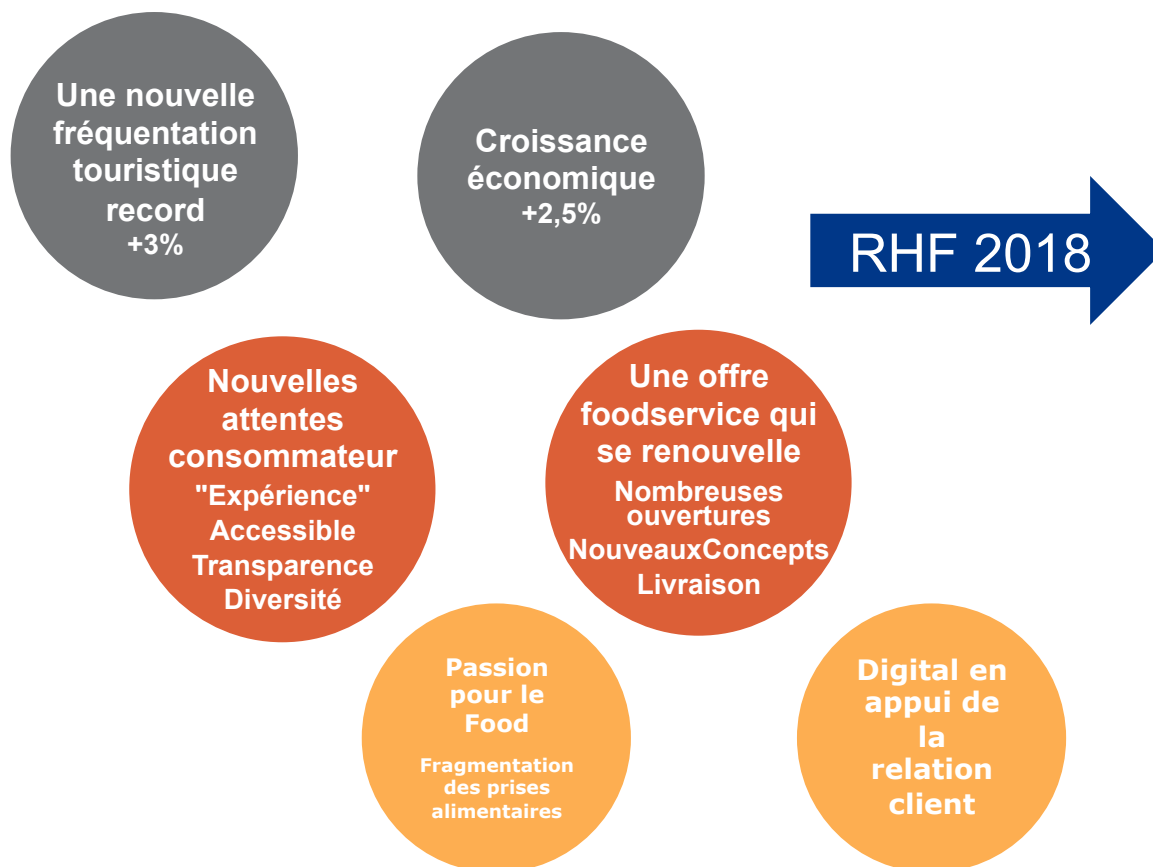 Une nouvelle
fréquentation
touristique
record
+3%
Croissance
économique
+2,5%
RHF 2018
Nouvelles
attentes
consommateur
"Expérience"
Accessible
Transparence
Diversité
Une offre
foodservice qui
se renouvelle
Nombreuses
ouvertures
NouveauxConcepts
Livraison
Passion
pour le
Food
Fragmentation
des prises
alimentaires
Digital en
appui de
la
relation
client